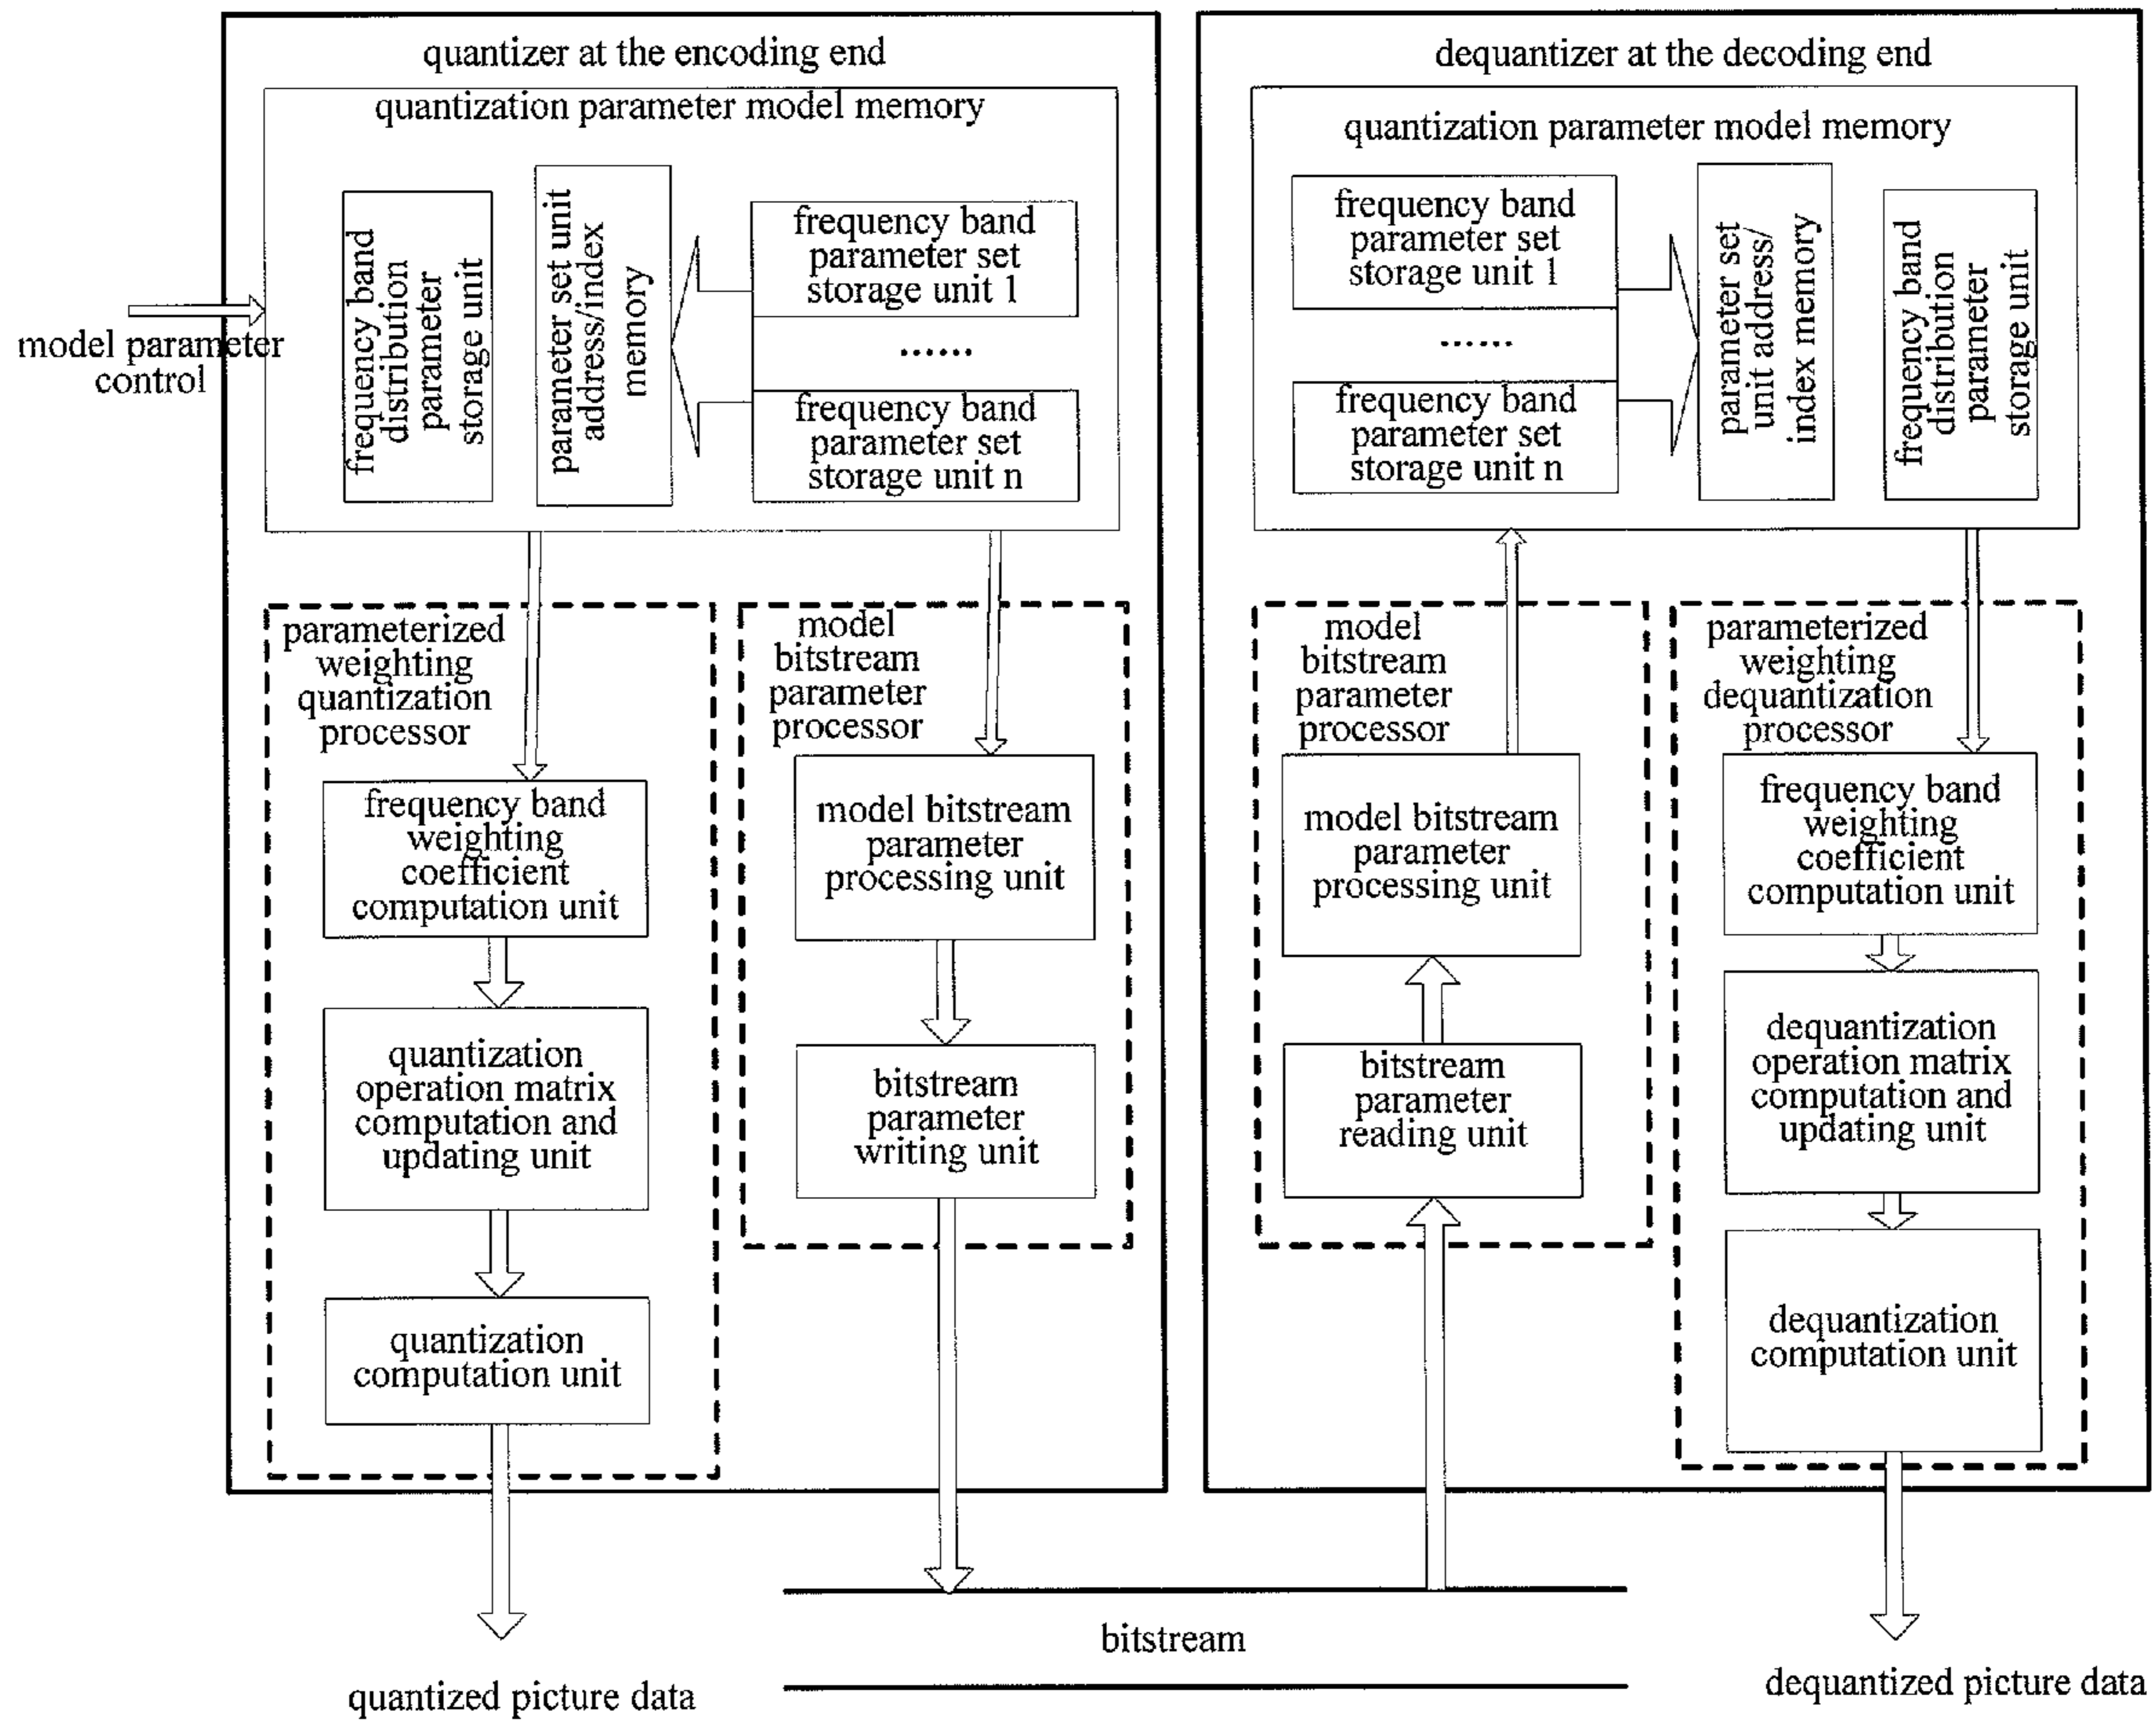 quantizer at the encoding end
quantization parameter model memory
frequency band
distribution
parameter
storage unit
parameter set unit
address/index
memory
frequency band
parameter set
storage unit 1
......
frequency band
parameter set
storage unit n
model parameter
control
parameterized
weighting
quantization
processor
frequency band
weighting
coefficient
computation unit
quantization
operation matrix
computation and
updating unit
quantization
computation unit
quantized picture data
model
bitstream
parameter
processor
model bitstream
parameter
processing unit
bitstream
parameter
writing unit
bitstream
dequantizer at the decoding end
quantization parameter model memory
frequency band
parameter set
storage unit 1
......
frequency band
parameter set
storage unit n
parameter set
unit address/
index memory
frequency band
distribution
parameter
storage unit
model
bitstream
parameter
processor
model bitstream
parameter
processing unit
bitstream
parameter
reading unit
parameterized
weighting
dequantization
processor
frequency band
weighting
coefficient
computation unit
dequantization
operation matrix
computation and
updating unit
dequantization
computation unit
dequantized picture data